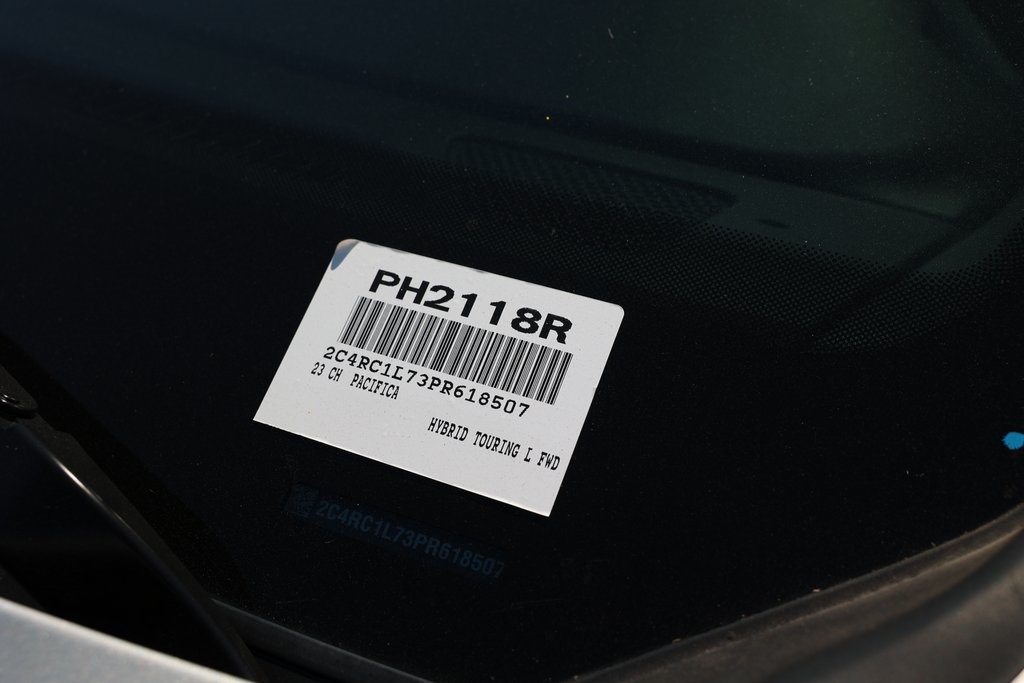 PH2118R
2C4RC1L73PR618507
23 CH PACIFICA
HYBRID TOURING L FWD
2C4RC1L73PR618507